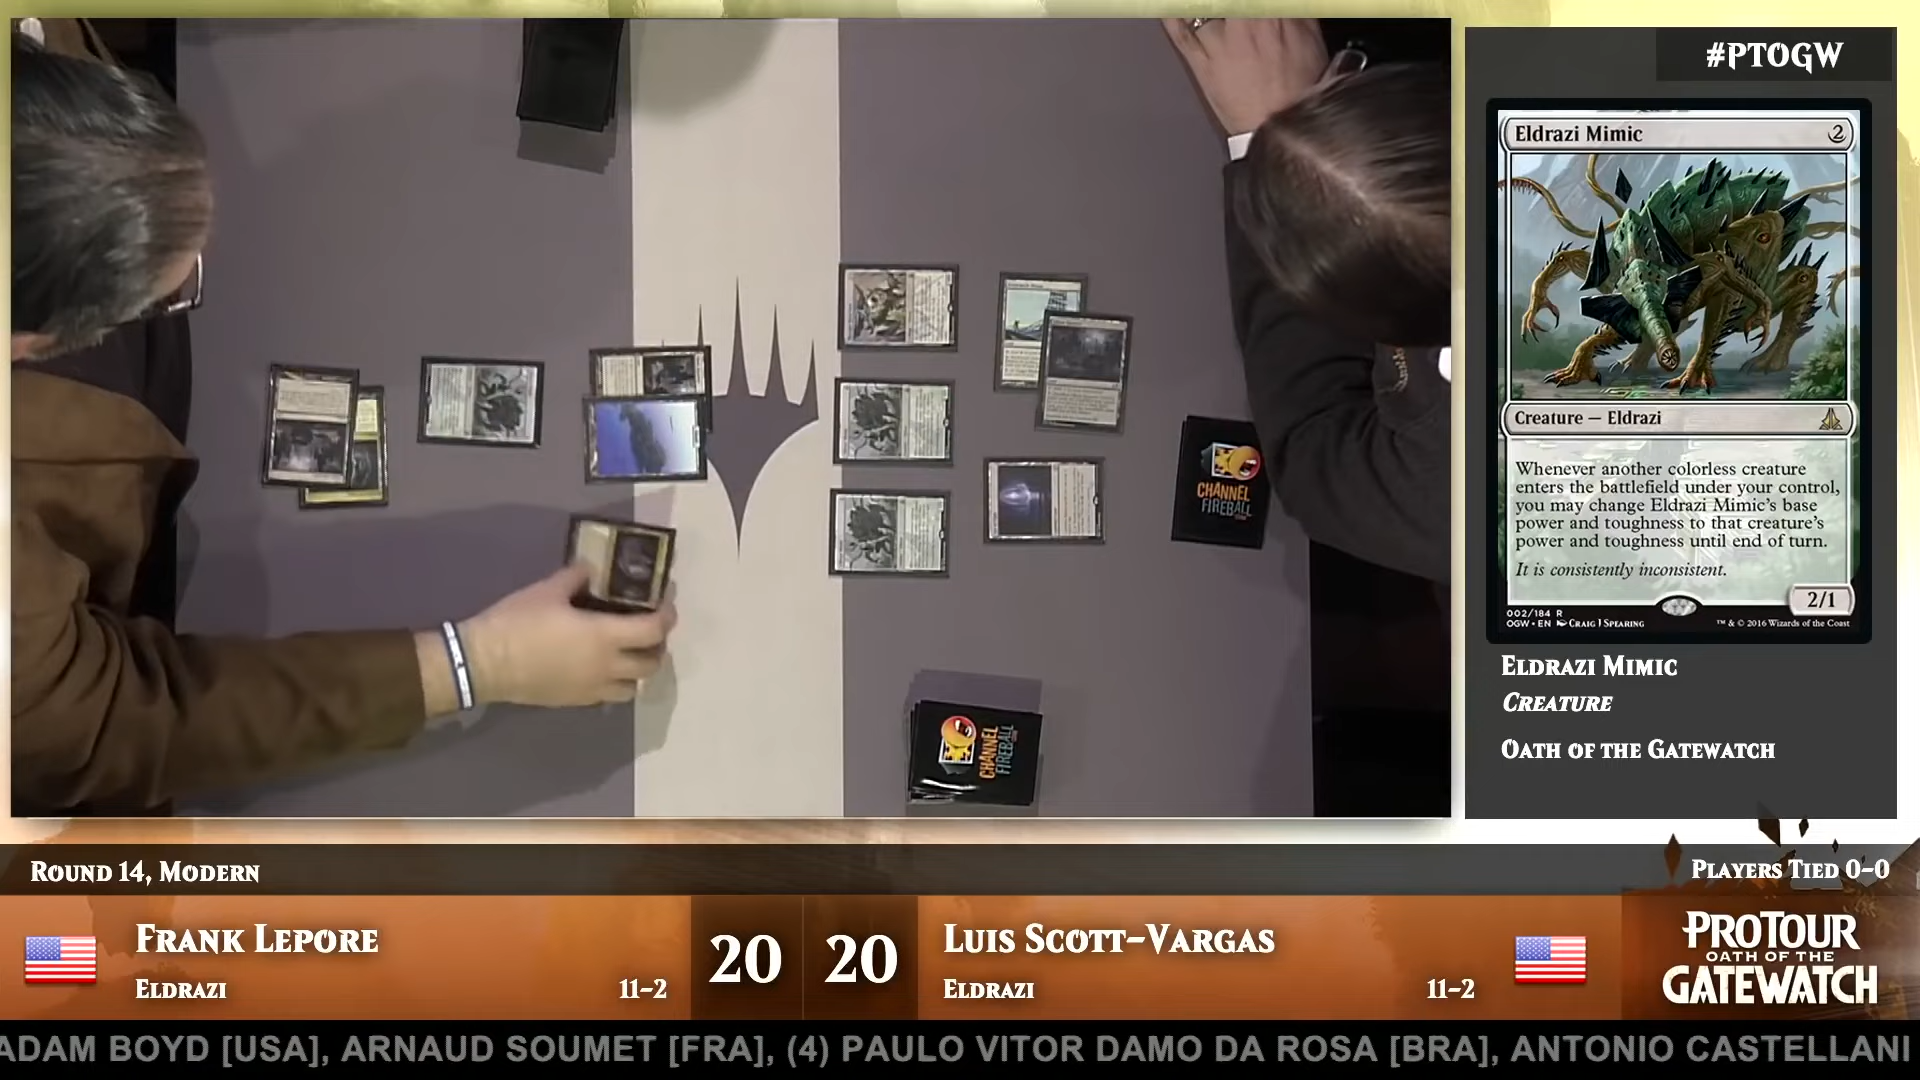 #PTOGW
Eldrazi Mimic 2
Creature — Eldrazi
Whenever another colorless creature
enters the battlefield under your control,
you may change Eldrazi Mimic's base
power and toughness to that creature's
power and toughness until end of turn.
It is consistently inconsistent.
2/1
002/184 R
OGW • EN Craig J Spearing
™ & © 2016 Wizards of the Coast
Eldrazi Mimic
Creature
Oath of the Gatewatch
CHANNEL
FIREBALL
CHANNEL
FIREBALL
Round 14, Modern
Players Tied 0-0
Frank Lepore
Eldrazi
11-2
20
20
Luis Scott-Vargas
Eldrazi
11-2
PROTOUR
OATH OF THE
GATEWATCH
ADAM BOYD [USA], ARNAUD SOUMET [FRA], (4) PAULO VITOR DAMO DA ROSA [BRA], ANTONIO CASTELLANI